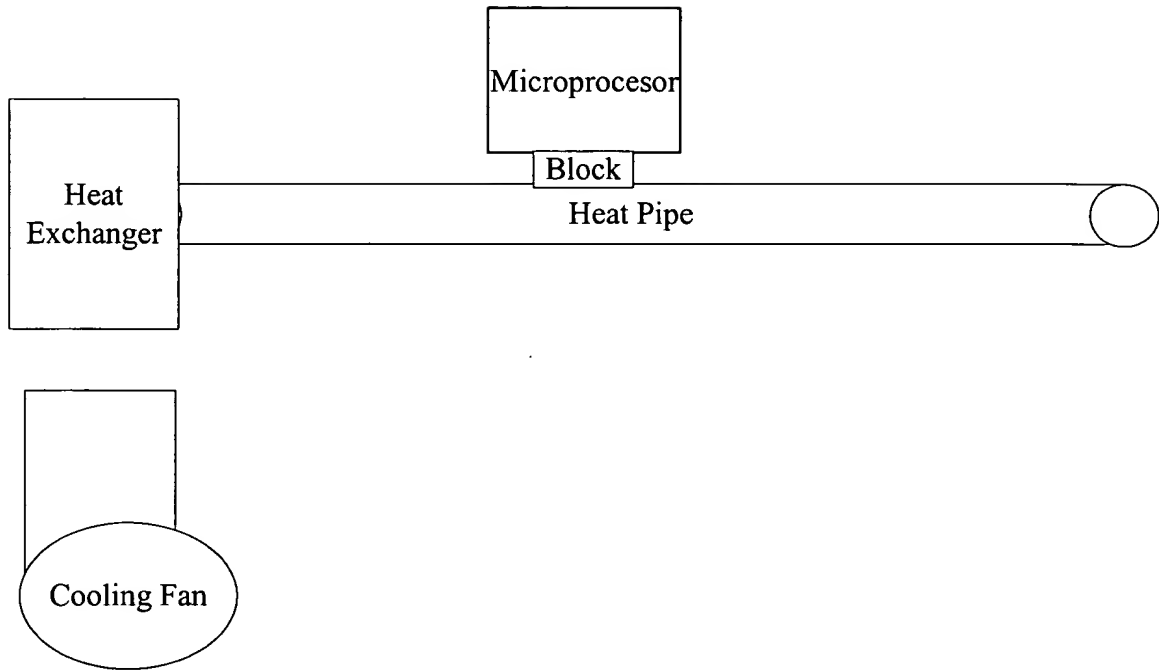 Microprocesor
Block
Heat
Exchanger
Heat Pipe
Cooling Fan